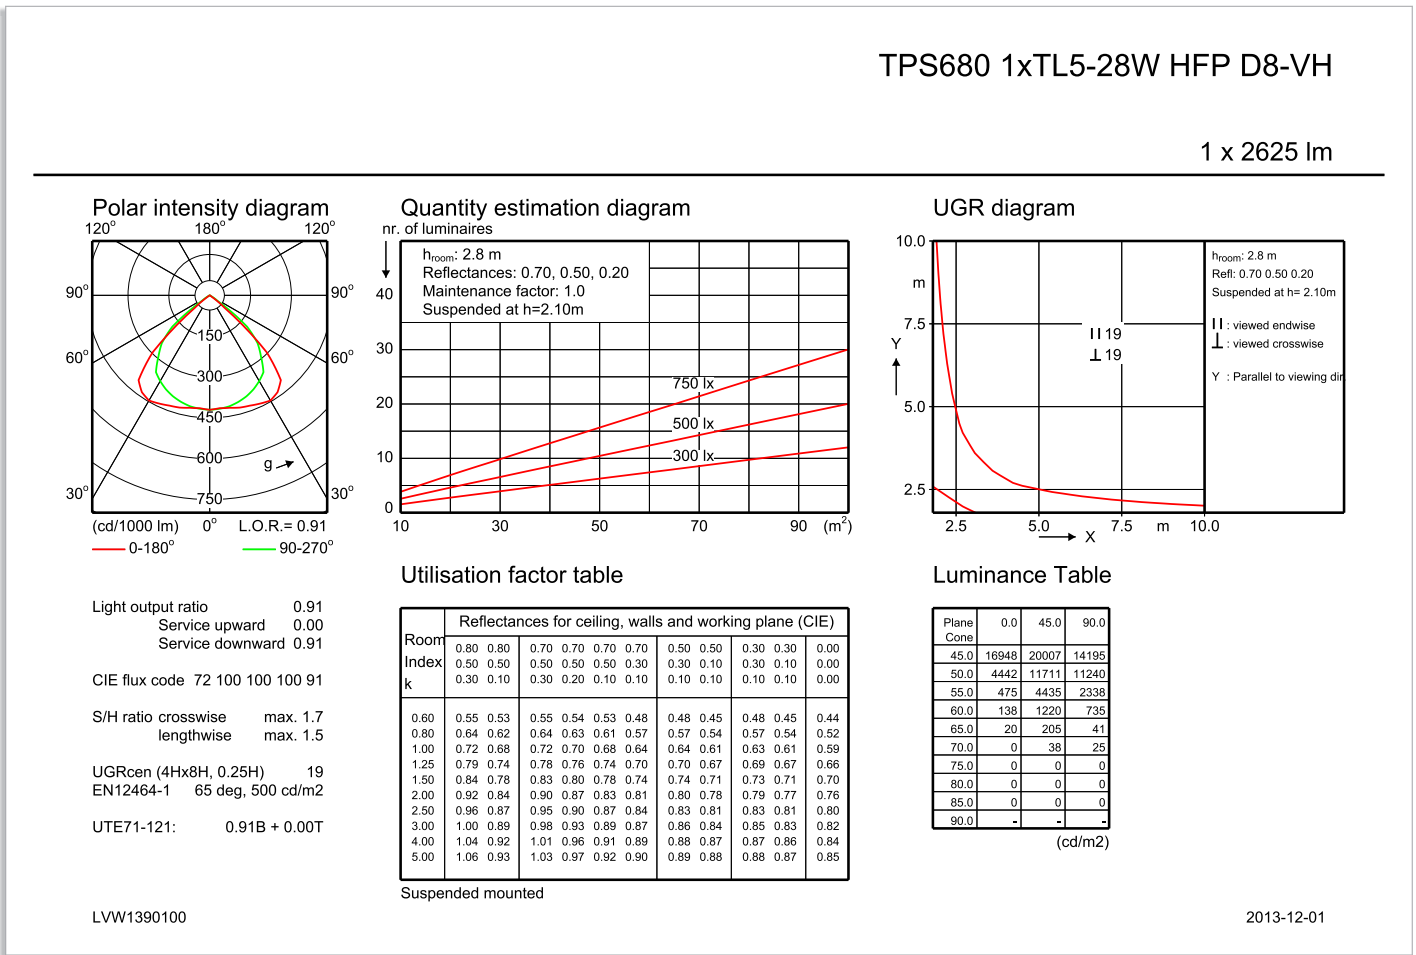 TPS680 1xTL5-28W HFP D8-VH
1 x 2625 lm
Polar intensity diagram
120° 180° 120°
90° 90°
60° 60°
30° 30°
150
300
450
600
750
g
(cd/1000 lm) 0° L.O.R.= 0.91
0-180° 90-270°
Quantity estimation diagram
nr. of luminaires
hroom: 2.8 m
Reflectances: 0.70, 0.50, 0.20
Maintenance factor: 1.0
Suspended at h=2.10m
40
30
20
10
0
750 lx
500 lx
300 lx
10 30 50 70 90 (m²)
UGR diagram
10.0
m
7.5
Y
5.0
2.5
II 19
⊥ 19
2.5 5.0 7.5 m 10.0
X
hroom: 2.8 m
Refl: 0.70 0.50 0.20
Suspended at h= 2.10m
II : viewed endwise
⊥ : viewed crosswise
Y : Parallel to viewing dir.
Light output ratio 0.91
Service upward 0.00
Service downward 0.91
CIE flux code 72 100 100 100 91
S/H ratio crosswise max. 1.7
lengthwise max. 1.5
UGRcen (4Hx8H, 0.25H) 19
EN12464-1 65 deg, 500 cd/m2
UTE71-121: 0.91B + 0.00T
Utilisation factor table
Room Index k
Reflectances for ceiling, walls and working plane (CIE)
0.80 0.80 0.70 0.70 0.70 0.70 0.50 0.50 0.30 0.30 0.00
0.50 0.50 0.50 0.50 0.50 0.30 0.30 0.10 0.30 0.10 0.00
0.30 0.10 0.30 0.20 0.10 0.10 0.10 0.10 0.10 0.10 0.00
0.60 0.55 0.53 0.55 0.54 0.53 0.48 0.48 0.45 0.48 0.45 0.44
0.80 0.64 0.62 0.64 0.63 0.61 0.57 0.57 0.54 0.57 0.54 0.52
1.00 0.72 0.68 0.72 0.70 0.68 0.64 0.64 0.61 0.63 0.61 0.59
1.25 0.79 0.74 0.78 0.76 0.74 0.70 0.70 0.67 0.69 0.67 0.66
1.50 0.84 0.78 0.83 0.80 0.78 0.74 0.74 0.71 0.73 0.71 0.70
2.00 0.92 0.84 0.90 0.87 0.83 0.81 0.80 0.78 0.79 0.77 0.76
2.50 0.96 0.87 0.95 0.90 0.87 0.84 0.83 0.81 0.83 0.81 0.80
3.00 1.00 0.89 0.98 0.93 0.89 0.87 0.86 0.84 0.85 0.83 0.82
4.00 1.04 0.92 1.01 0.96 0.91 0.89 0.88 0.87 0.87 0.86 0.84
5.00 1.06 0.93 1.03 0.97 0.92 0.90 0.89 0.88 0.88 0.87 0.85
Suspended mounted
Luminance Table
Plane 0.0 45.0 90.0
Cone
45.0 16948 20007 14195
50.0 4442 11711 11240
55.0 475 4435 2338
60.0 138 1220 735
65.0 20 205 41
70.0 0 38 25
75.0 0 0 0
80.0 0 0 0
85.0 0 0 0
90.0 - - -
(cd/m2)
LVW1390100
2013-12-01